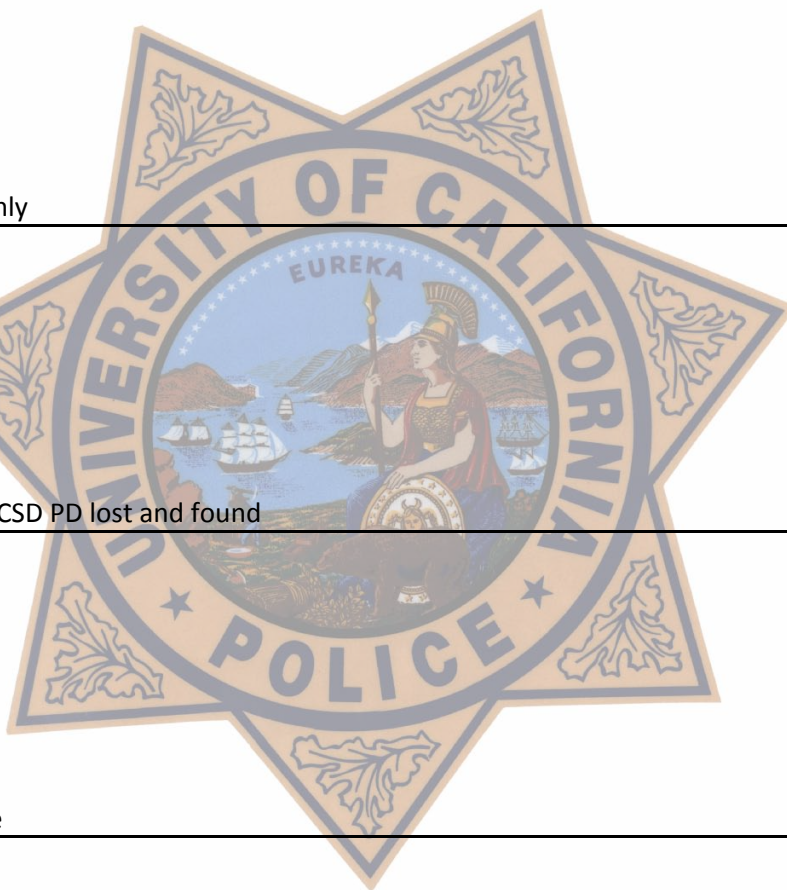 nly
UNIVERSITY OF CALIFORNIA
EUREKA
CSD PD lost and found
POLICE
e